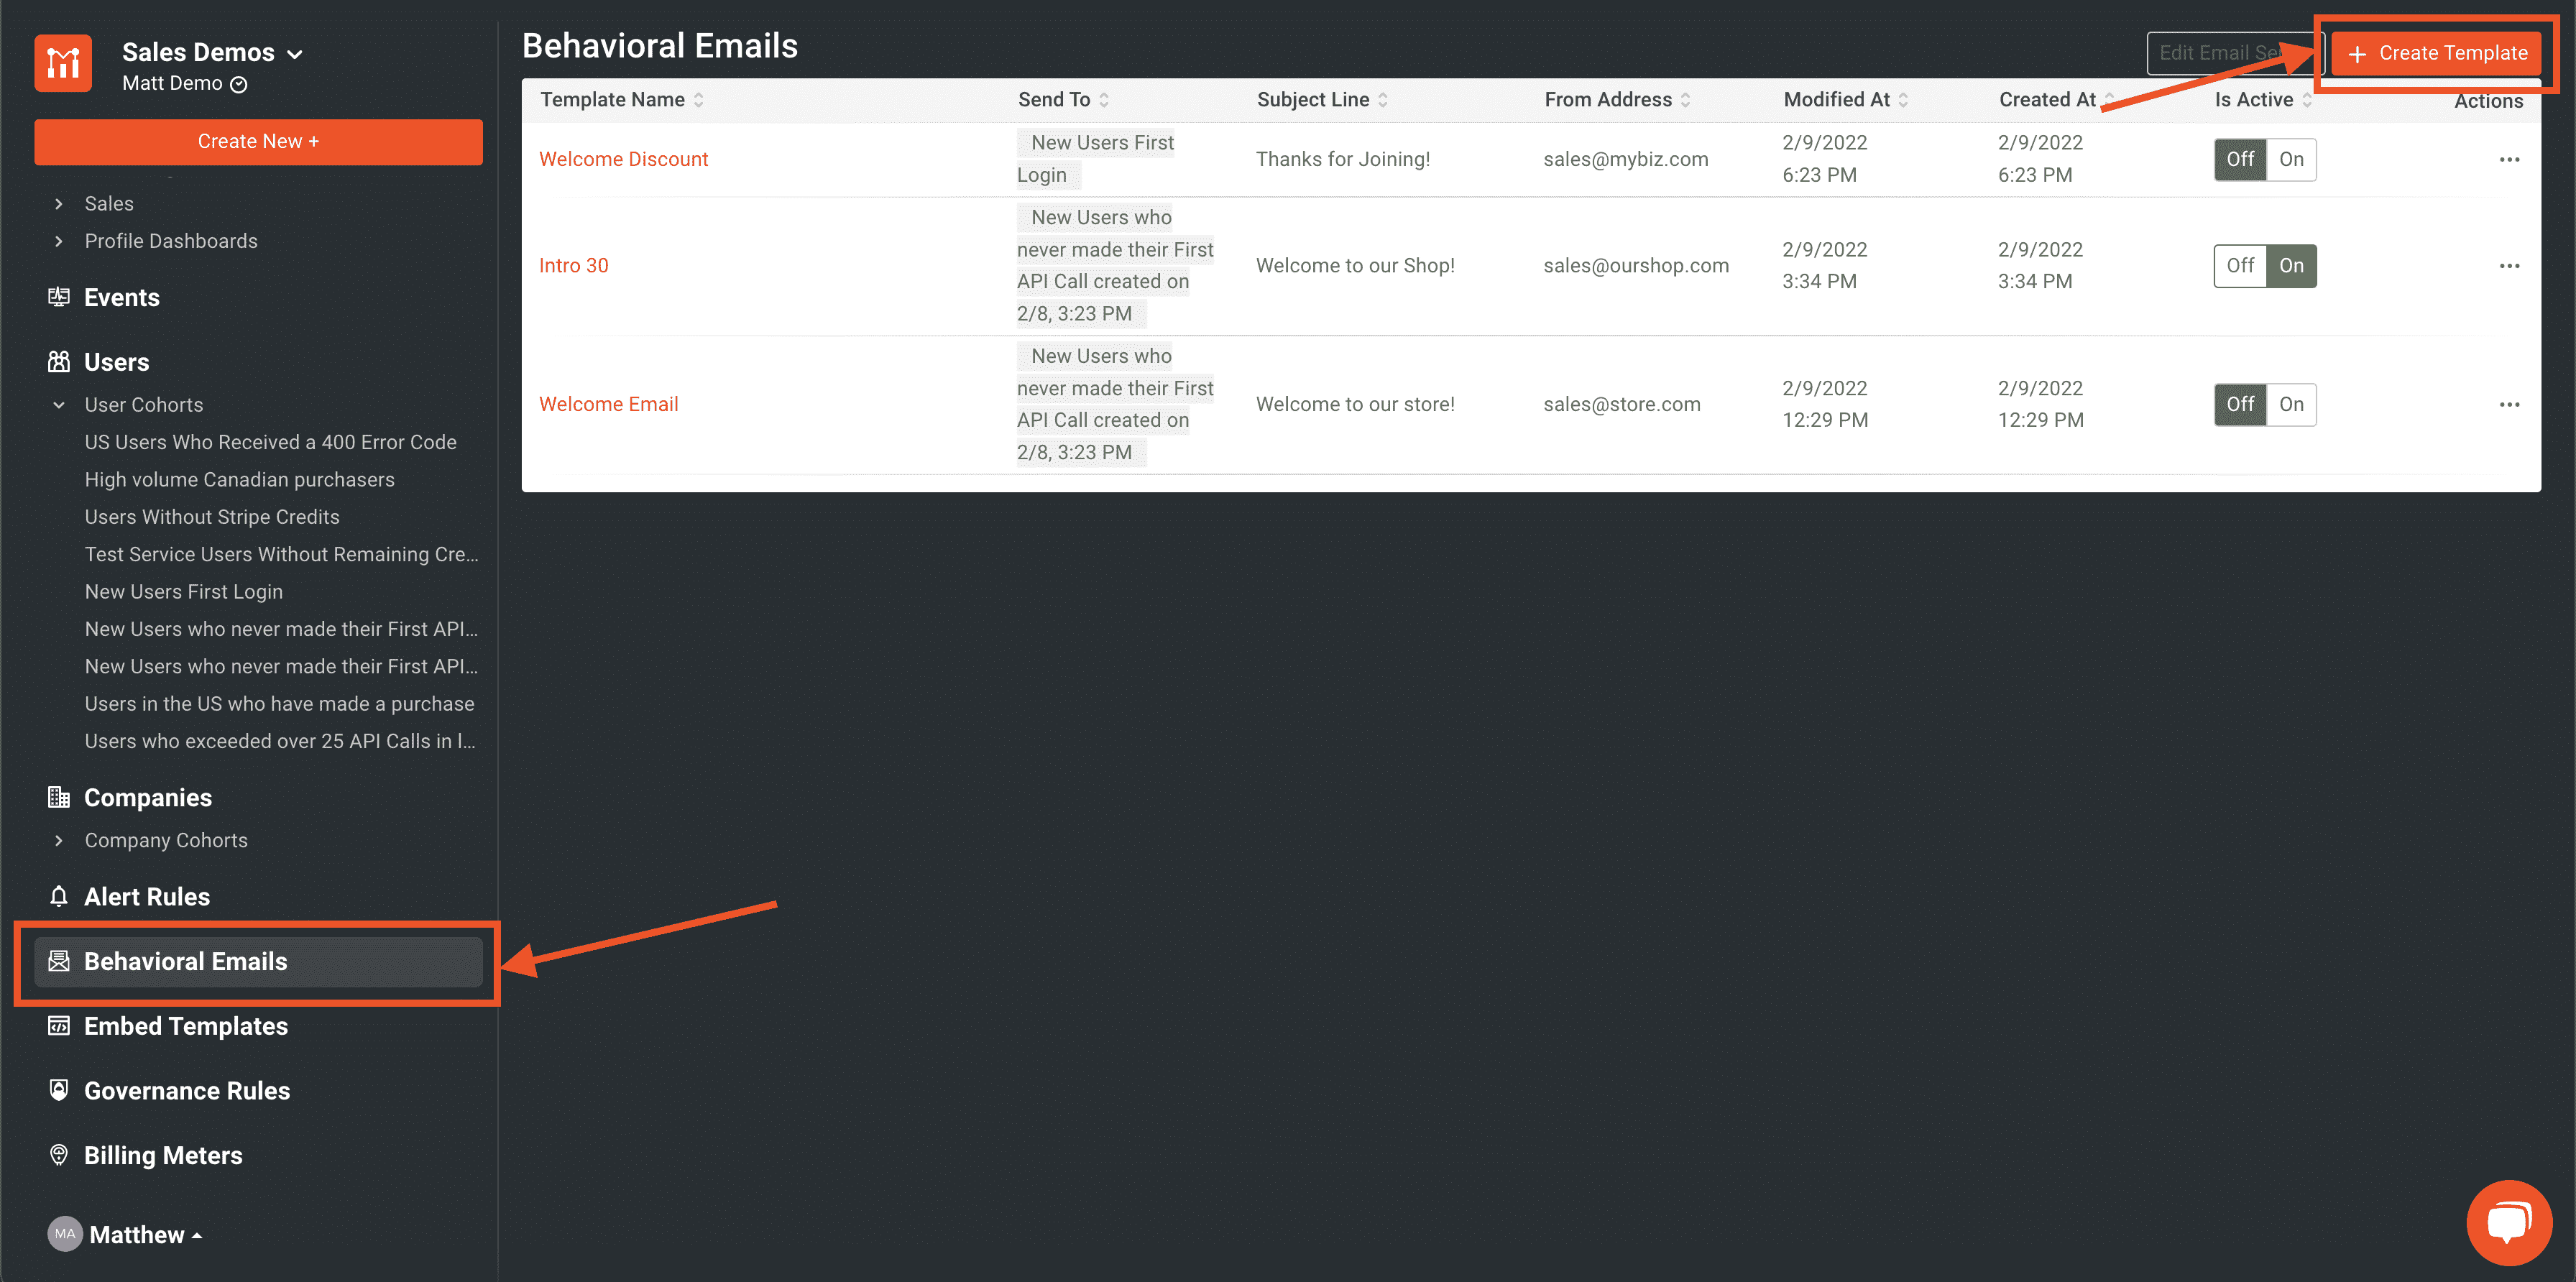 Sales Demos
Matt Demo
Create New +
Sales
Profile Dashboards
Events
Users
User Cohorts
US Users Who Received a 400 Error Code
High volume Canadian purchasers
Users Without Stripe Credits
Test Service Users Without Remaining Cre...
New Users First Login
New Users who never made their First API...
New Users who never made their First API...
Users in the US who have made a purchase
Users who exceeded over 25 API Calls in l...
Companies
Company Cohorts
Alert Rules
Behavioral Emails
Embed Templates
Governance Rules
Billing Meters
MA Matthew
Behavioral Emails
Edit Email
+ Create Template
Template Name Send To Subject Line From Address Modified At Created At Is Active Actions
Welcome Discount
New Users First
Login
Thanks for Joining!
sales@mybiz.com
2/9/2022
6:23 PM
2/9/2022
6:23 PM
Off On
Intro 30
New Users who
never made their First
API Call created on
2/8, 3:23 PM
Welcome to our Shop!
sales@ourshop.com
2/9/2022
3:34 PM
2/9/2022
3:34 PM
Off On
Welcome Email
New Users who
never made their First
API Call created on
2/8, 3:23 PM
Welcome to our store!
sales@store.com
2/9/2022
12:29 PM
2/9/2022
12:29 PM
Off On